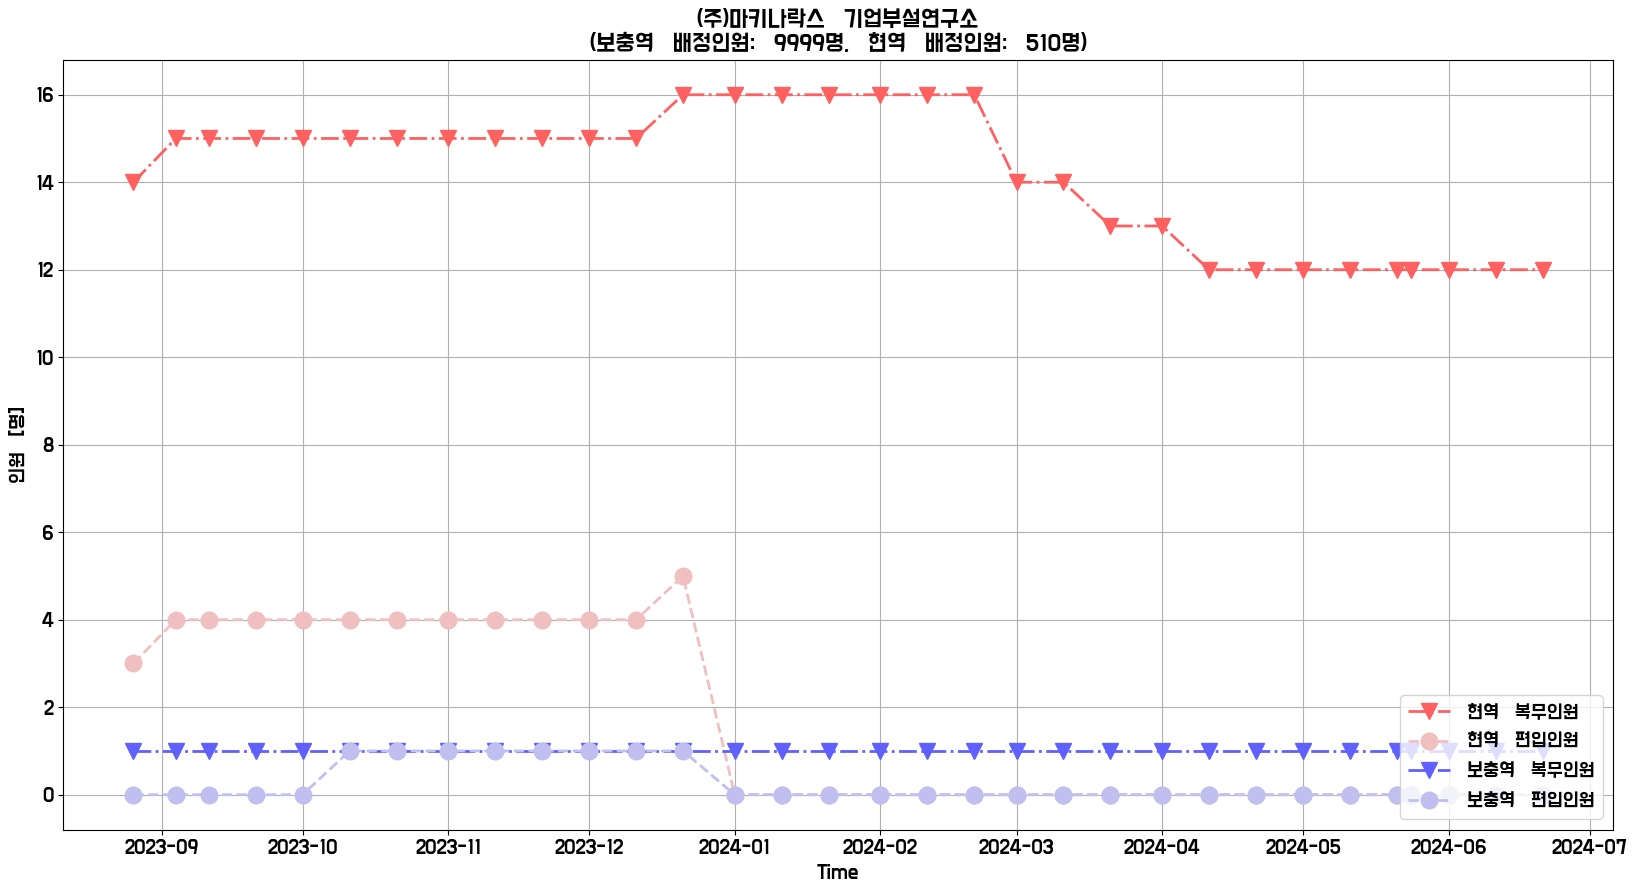 (주)마키나락스 기업부설연구소
(보충역 배정인원: 9999명, 현역 배정인원: 510명)
16
14
12
10
8
6
4
2
0
인원 [명]
현역 복무인원
현역 편입인원
보충역 복무인원
보충역 편입인원
2023-09 2023-10 2023-11 2023-12 2024-01 2024-02 2024-03 2024-04 2024-05 2024-06 2024-07
Time